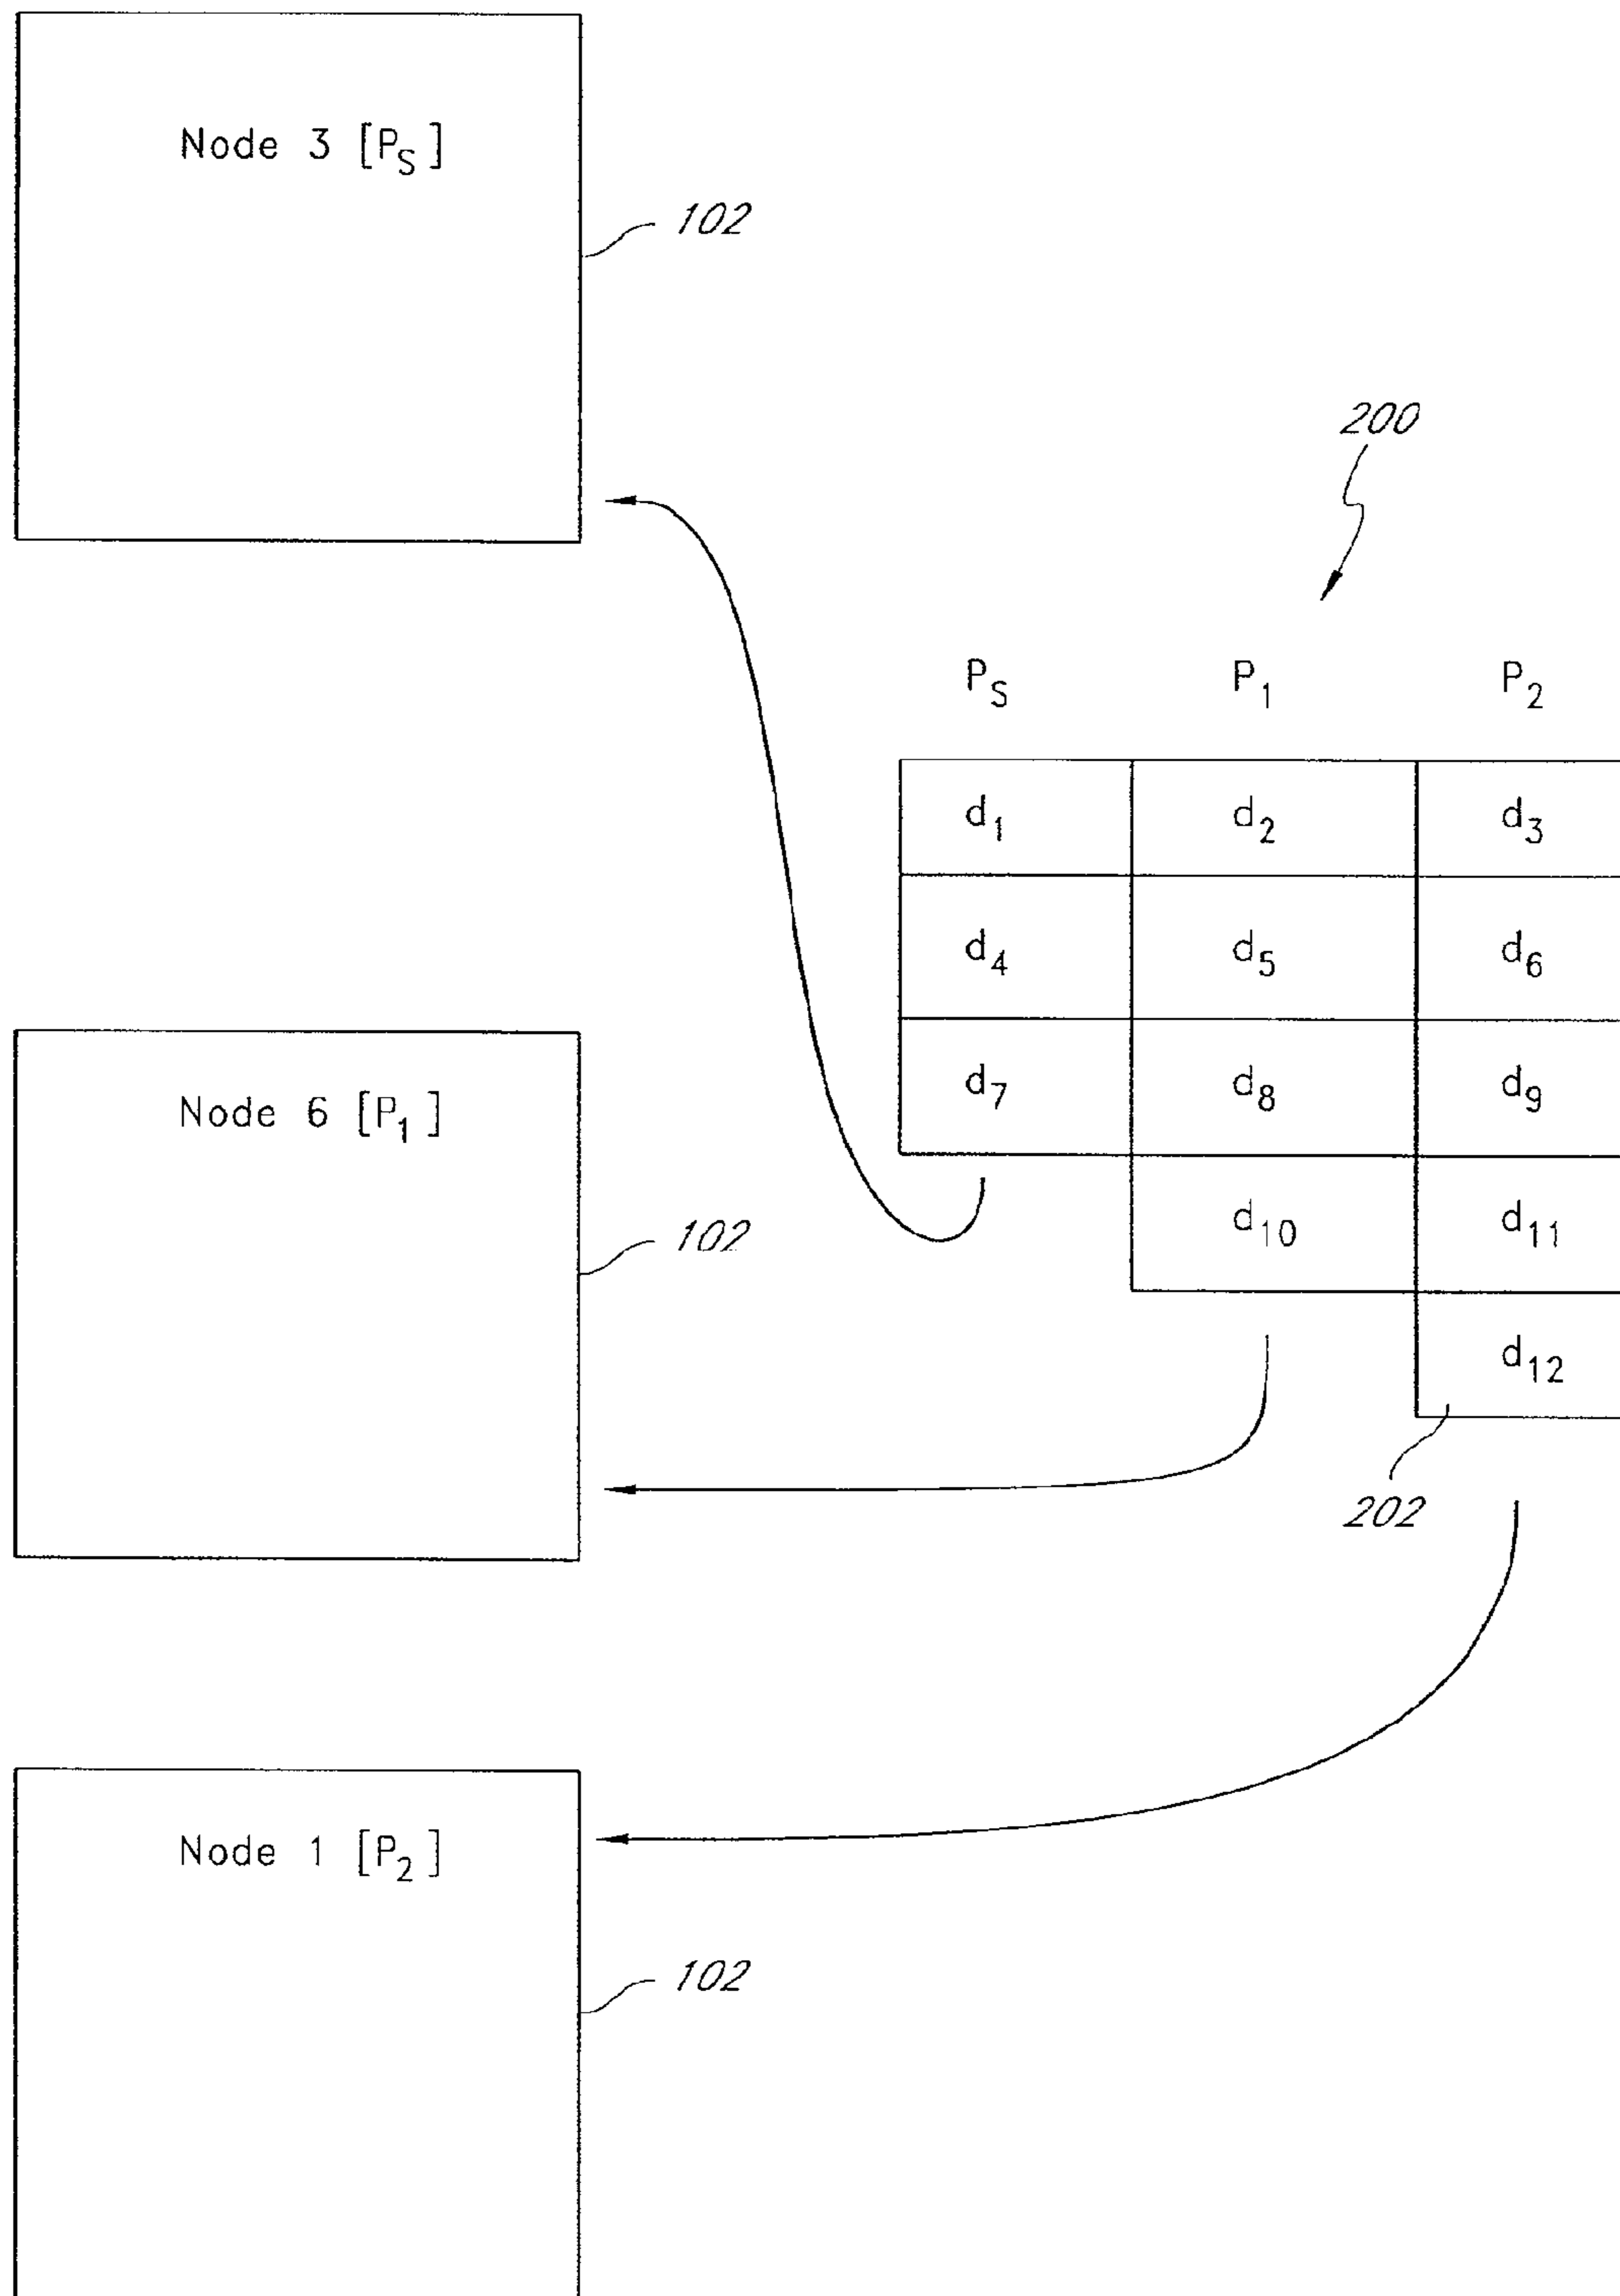 Node 3 [P_S]
102
200
P_S P_1 P_2
d_1 d_2 d_3
d_4 d_5 d_6
d_7 d_8 d_9
Node 6 [P_1]
102
d_10 d_11
d_12
202
Node 1 [P_2]
102